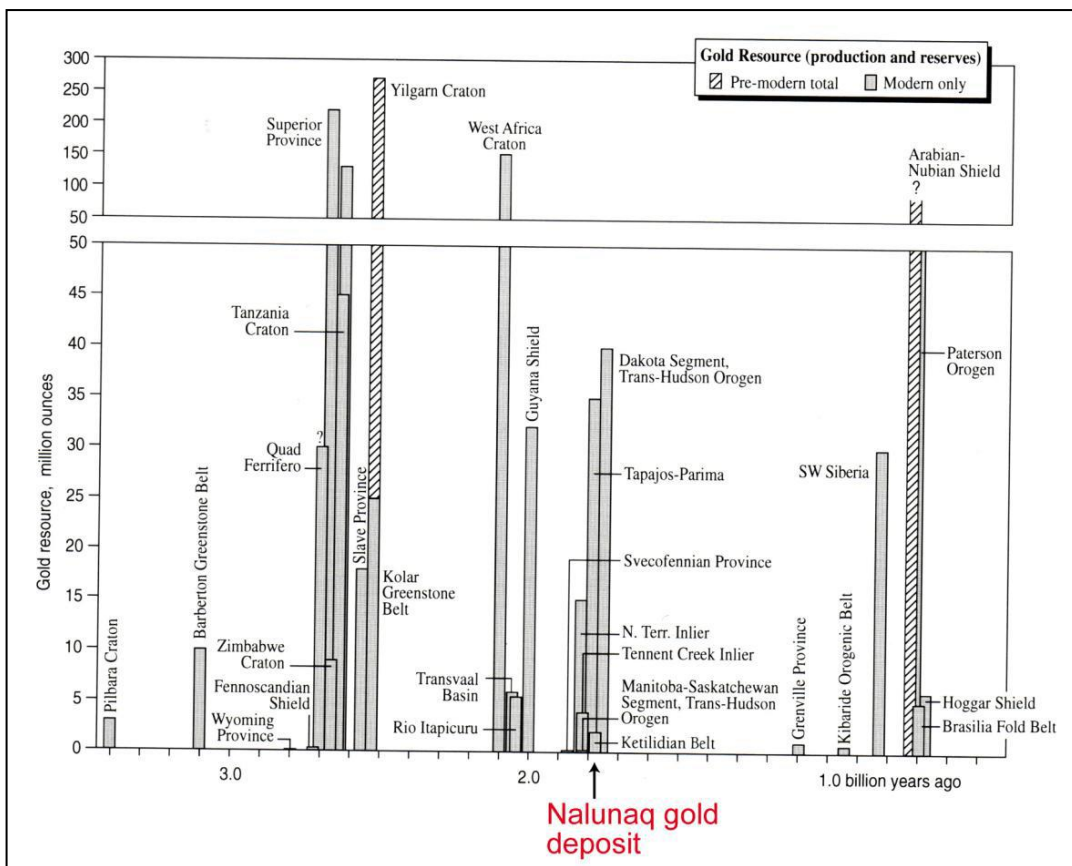 Gold Resource (production and reserves)
Pre-modern total
Modern only
300
250
200
150
100
50
Superior
Province
Yilgarn Craton
West Africa
Craton
Arabian-
Nubian Shield
?
50
45
40
35
30
25
20
15
10
5
0
Gold resource, million ounces
Pilbara Craton
Barberton Greenstone Belt
Tanzania
Craton
?
Quad
Ferrifero
Zimbabwe
Craton
Fennoscandian
Shield
Wyoming
Province
Slave Province
Kolar
Greenstone
Belt
Guyana Shield
Transvaal
Basin
Rio Itapicuru
Dakota Segment,
Trans-Hudson Orogen
Tapajos-Parima
Svecofennian Province
N. Terr. Inlier
Tennent Creek Inlier
Manitoba-Saskatchewan
Segment, Trans-Hudson
Orogen
Ketilidian Belt
Grenville Province
Kibaride Orogenic Belt
SW Siberia
Paterson
Orogen
Hoggar Shield
Brasilia Fold Belt
3.0
2.0
1.0 billion years ago
Nalunaq gold
deposit